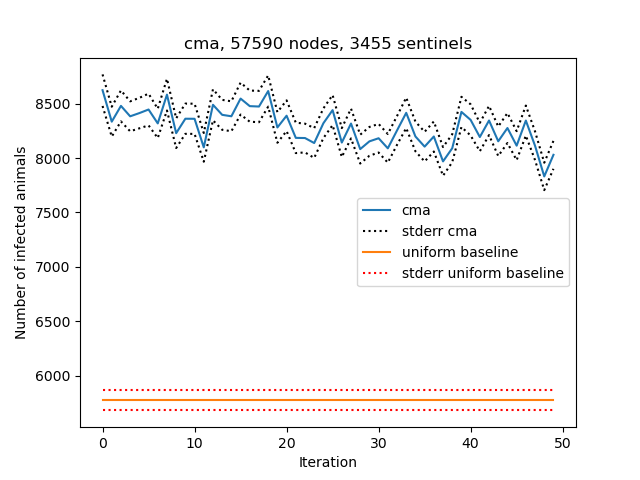 cma, 57590 nodes, 3455 sentinels
Number of infected animals
8500
8000
7500
7000
6500
6000
cma
stderr cma
uniform baseline
stderr uniform baseline
0 10 20 30 40 50
Iteration